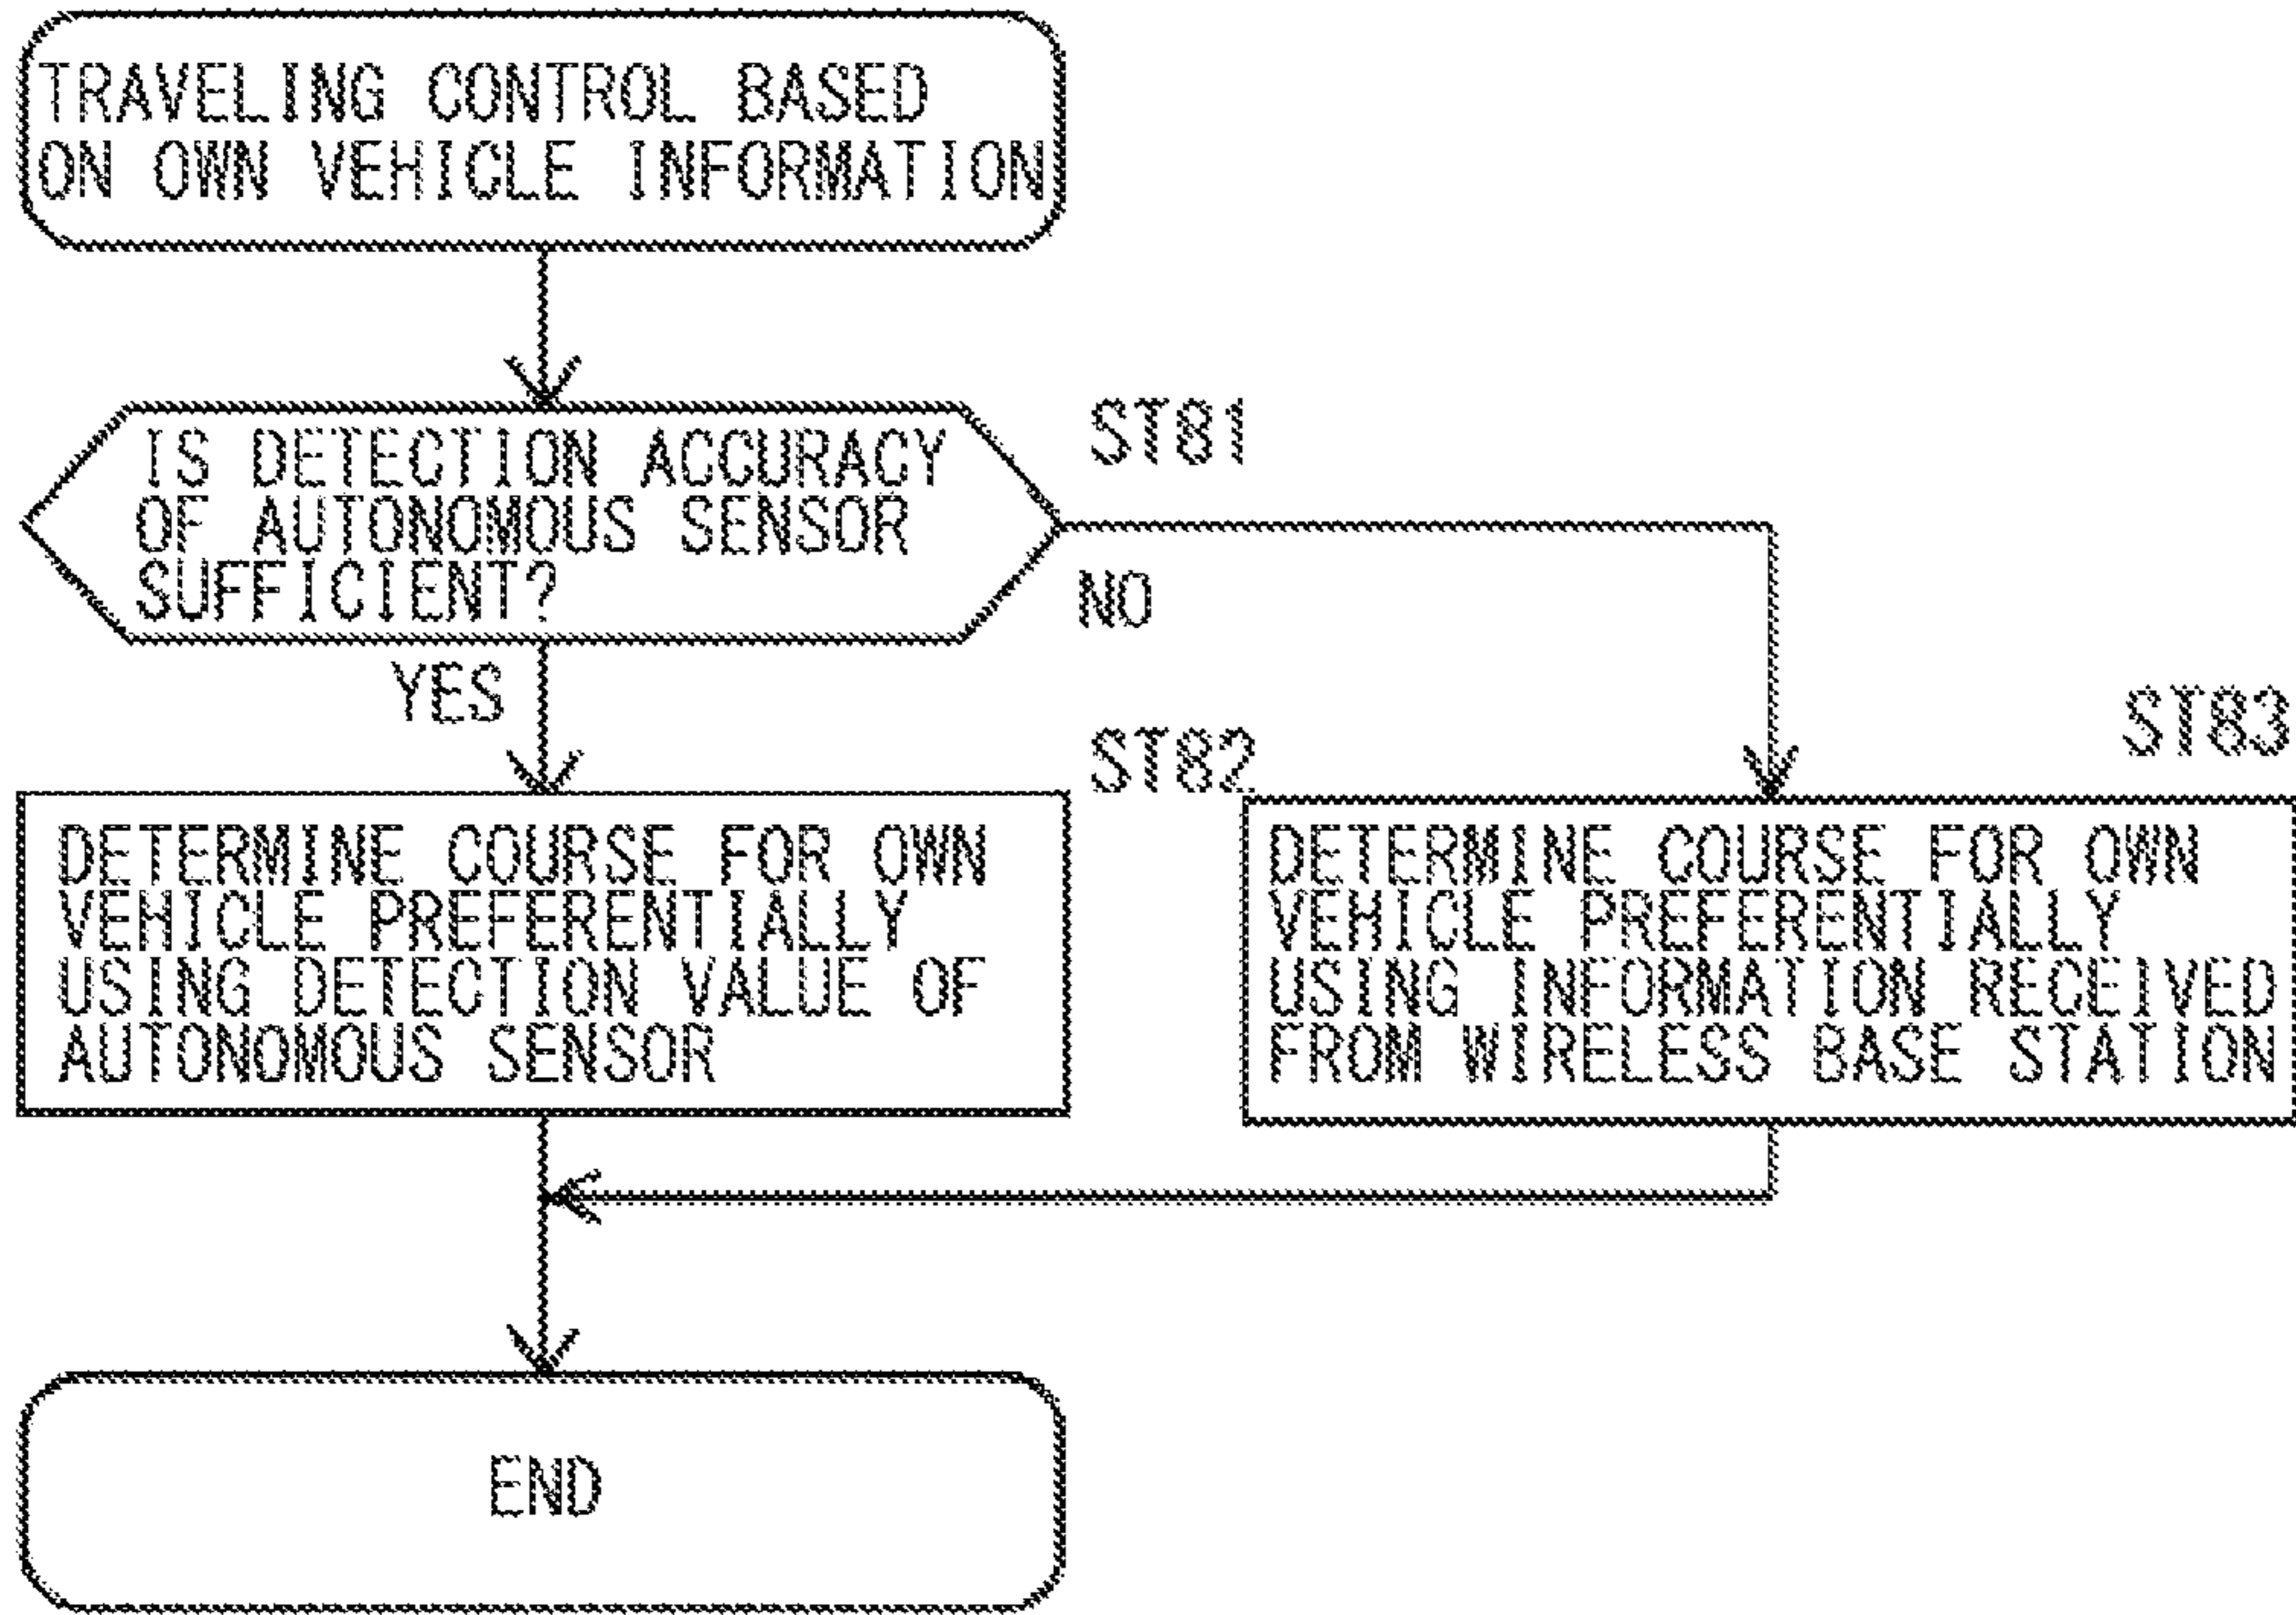 TRAVELING CONTROL BASED
ON OWN VEHICLE INFORMATION
IS DETECTION ACCURACY
OF AUTONOMOUS SENSOR
SUFFICIENT?
ST81
NO
YES
ST82
DETERMINE COURSE FOR OWN
VEHICLE PREFERENTIALLY
USING DETECTION VALUE OF
AUTONOMOUS SENSOR
ST83
DETERMINE COURSE FOR OWN
VEHICLE PREFERENTIALLY
USING INFORMATION RECEIVED
FROM WIRELESS BASE STATION
END